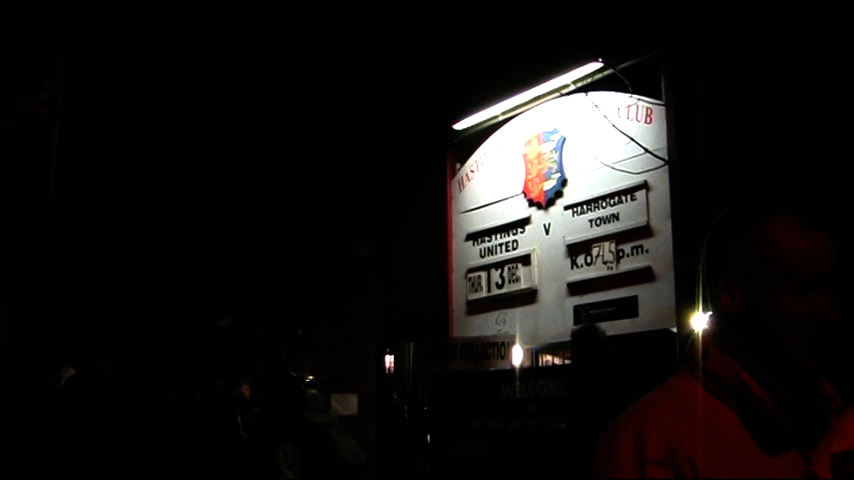 CLUB
HASTINGS
UNITED
V
HARROGATE
TOWN
THUR 13 DEC
K.O 7.45 p.m.
COLLECTION
WELCOME